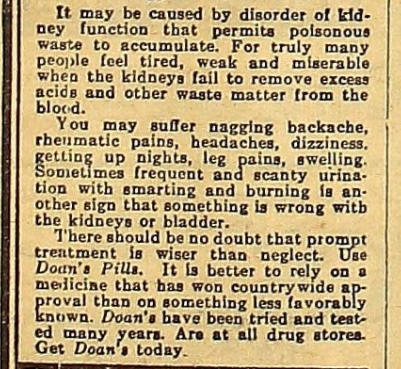 It may be caused by disorder of kid-
ney function that permits poisonous
waste to accumulate. For truly many
people feel tired, weak and miserable
when the kidneys fail to remove excess
acids and other waste matter from the
blood.
You may suffer nagging backache,
rheumatic pains, headaches, dizziness,
getting up nights, leg pains, swelling.
Sometimes frequent and scanty urina-
tion with smarting and burning is an-
other sign that something is wrong with
the kidneys or bladder.
There should be no doubt that prompt
treatment is wiser than neglect. Use
Doan's Pills. It is better to rely on a
medicine that has won countrywide ap-
proval than on something less favorably
known. Doan's have been tried and test-
ed many years. Are at all drug stores.
Get Doan's today.